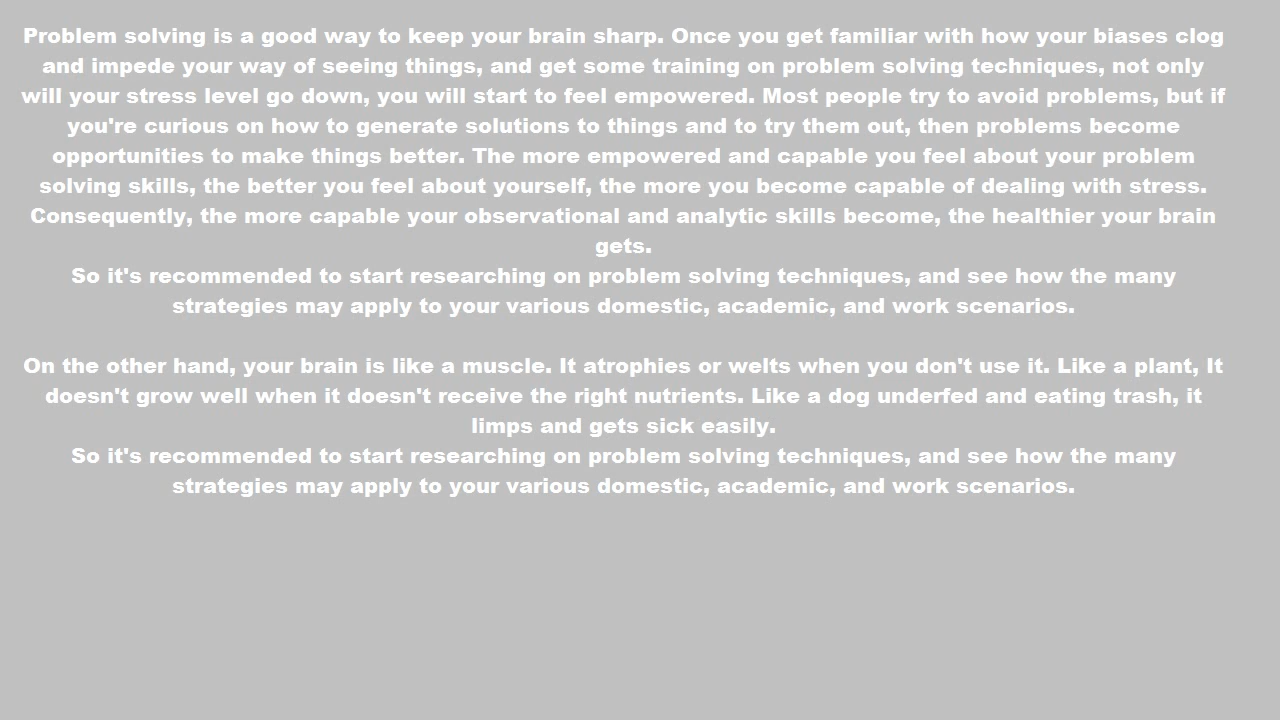 Problem solving is a good way to keep your brain sharp. Once you get familiar with how your biases clog
and impede your way of seeing things, and get some training on problem solving techniques, not only
will your stress level go down, you will start to feel empowered. Most people try to avoid problems, but if
you're curious on how to generate solutions to things and to try them out, then problems become
opportunities to make things better. The more empowered and capable you feel about your problem
solving skills, the better you feel about yourself, the more you become capable of dealing with stress.
Consequently, the more capable your observational and analytic skills become, the healthier your brain
gets.
So it's recommended to start researching on problem solving techniques, and see how the many
strategies may apply to your various domestic, academic, and work scenarios.
On the other hand, your brain is like a muscle. It atrophies or welts when you don't use it. Like a plant, It
doesn't grow well when it doesn't receive the right nutrients. Like a dog underfed and eating trash, it
limps and gets sick easily.
So it's recommended to start researching on problem solving techniques, and see how the many
strategies may apply to your various domestic, academic, and work scenarios.